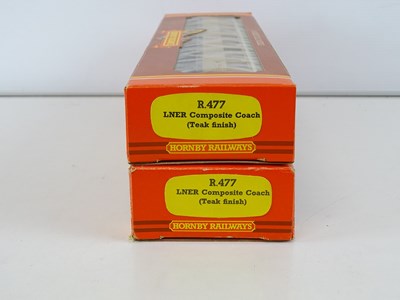 R.477
LNER Composite Coach
(Teak finish)
HORNBY RAILWAYS
R.477
LNER Composite Coach
(Teak finish)
HORNBY RAILWAYS